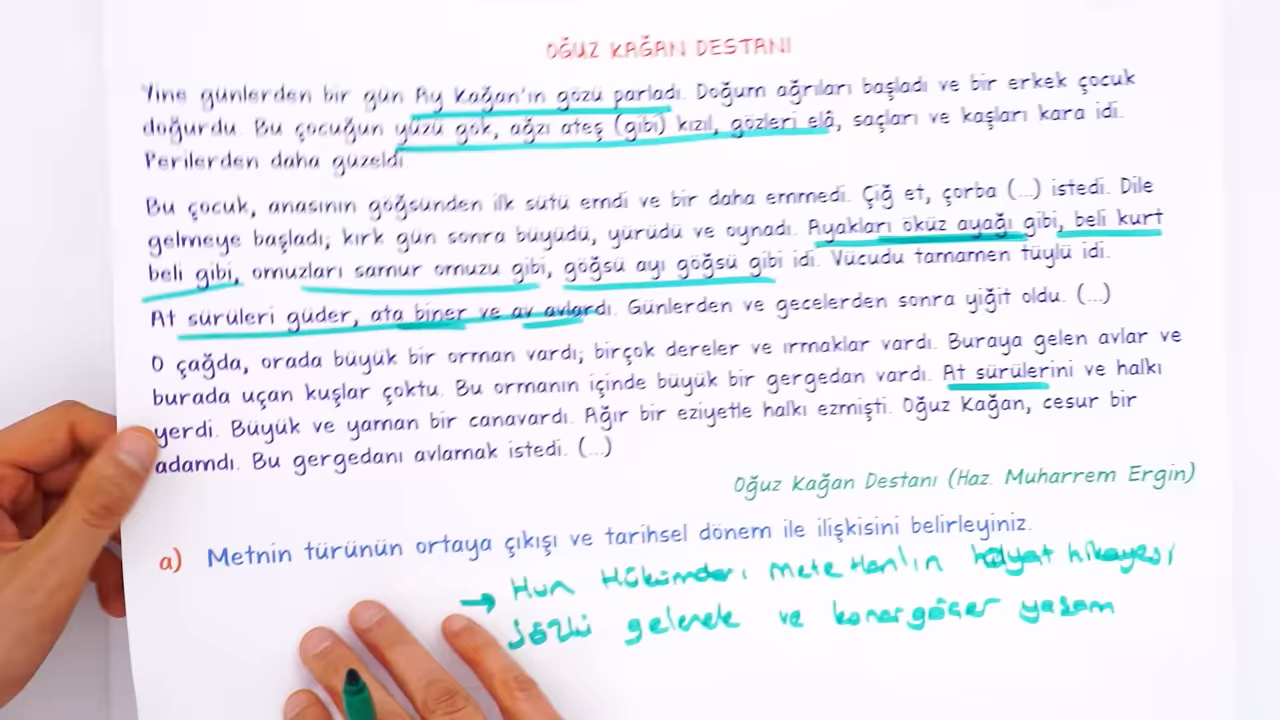 OĞUZ KAĞAN DESTANI
Yine günlerden bir gün Ay Kağan'ın gözü parladı. Doğum ağrıları başladı ve bir erkek çocuk
doğurdu. Bu çocuğun yüzü gök, ağzı ateş (gibi) kızıl, gözleri elâ, saçları ve kaşları kara idi.
Perilerden daha güzeldi.
Bu çocuk, anasının göğsünden ilk sütü emdi ve bir daha emmedi. Çiğ et, çorba (...) istedi. Dile
gelmeye başladı; kırk gün sonra büyüdü, yürüdü ve oynadı. Ayakları öküz ayağı gibi, beli kurt
beli gibi, omuzları samur omuzu gibi, göğsü ayı göğsü gibi idi. Vücudu tamamen tüylü idi.
At sürüleri güder, ata biner ve av avlardı. Günlerden ve gecelerden sonra yiğit oldu. (...)
O çağda, orada büyük bir orman vardı; birçok dereler ve ırmaklar vardı. Buraya gelen avlar ve
burada uçan kuşlar çoktu. Bu ormanın içinde büyük bir gergedan vardı. At sürülerini ve halkı
yerdi. Büyük ve yaman bir canavardı. Ağır bir eziyetle halkı ezmişti. Oğuz Kağan, cesur bir
adamdı. Bu gergedanı avlamak istedi. (...)
Oğuz Kağan Destanı (Haz. Muharrem Ergin)
a) Metnin türünün ortaya çıkışı ve tarihsel dönem ile ilişkisini belirleyiniz.
→ Hun Hükümdarı Mete Han'ın hayat hikayesi
Sözlü gelenek ve konargöçer yaşam